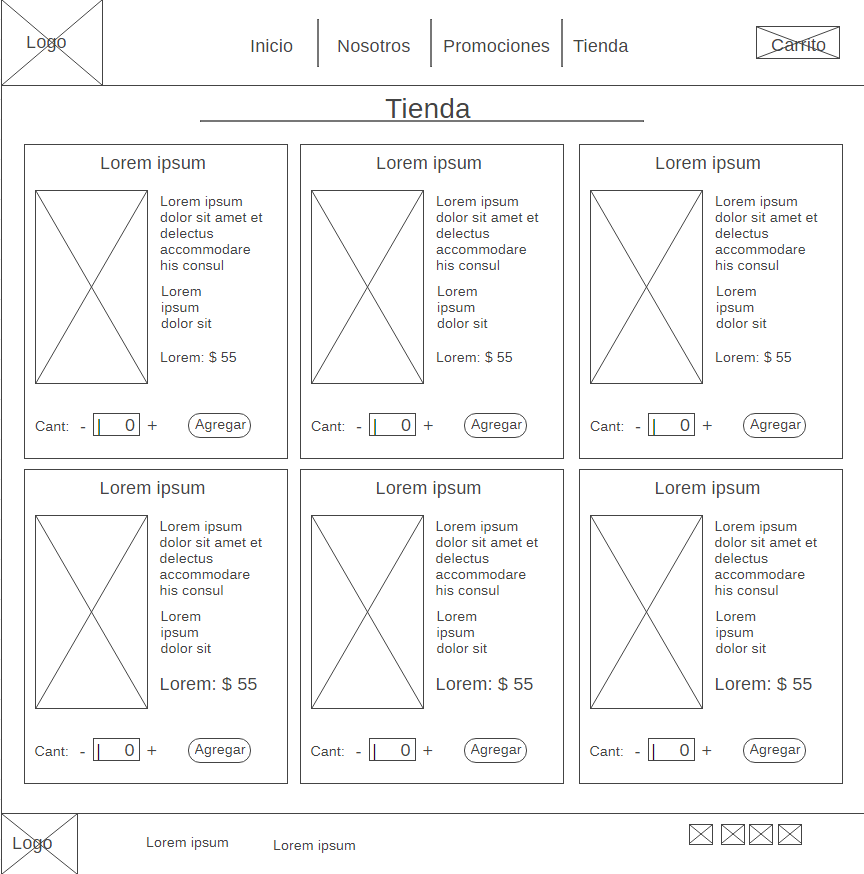 Logo
Inicio
Nosotros
Promociones
Tienda
Carrito
Tienda
Lorem ipsum
Lorem ipsum
dolor sit amet et
delectus
accommodare
his consul
Lorem
ipsum
dolor sit
Lorem: $ 55
Cant: - 0 + Agregar
Lorem ipsum
Lorem ipsum
dolor sit amet et
delectus
accommodare
his consul
Lorem
ipsum
dolor sit
Lorem: $ 55
Cant: - 0 + Agregar
Lorem ipsum
Lorem ipsum
dolor sit amet et
delectus
accommodare
his consul
Lorem
ipsum
dolor sit
Lorem: $ 55
Cant: - 0 + Agregar
Lorem ipsum
Lorem ipsum
dolor sit amet et
delectus
accommodare
his consul
Lorem
ipsum
dolor sit
Lorem: $ 55
Cant: - 0 + Agregar
Lorem ipsum
Lorem ipsum
dolor sit amet et
delectus
accommodare
his consul
Lorem
ipsum
dolor sit
Lorem: $ 55
Cant: - 0 + Agregar
Lorem ipsum
Lorem ipsum
dolor sit amet et
delectus
accommodare
his consul
Lorem
ipsum
dolor sit
Lorem: $ 55
Cant: - 0 + Agregar
Logo
Lorem ipsum
Lorem ipsum